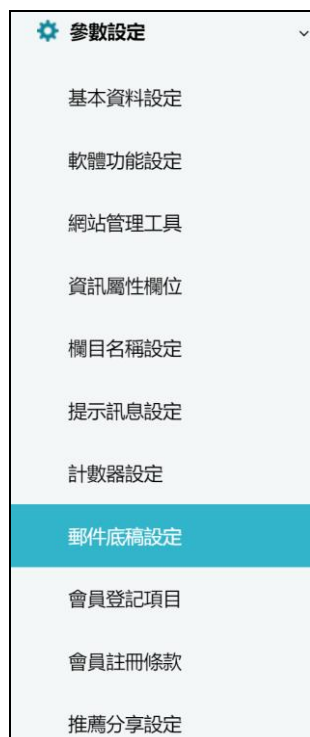 參數設定
基本資料設定
軟體功能設定
網站管理工具
資訊屬性欄位
欄目名稱設定
提示訊息設定
計數器設定
郵件底稿設定
會員登記項目
會員註冊條款
推薦分享設定